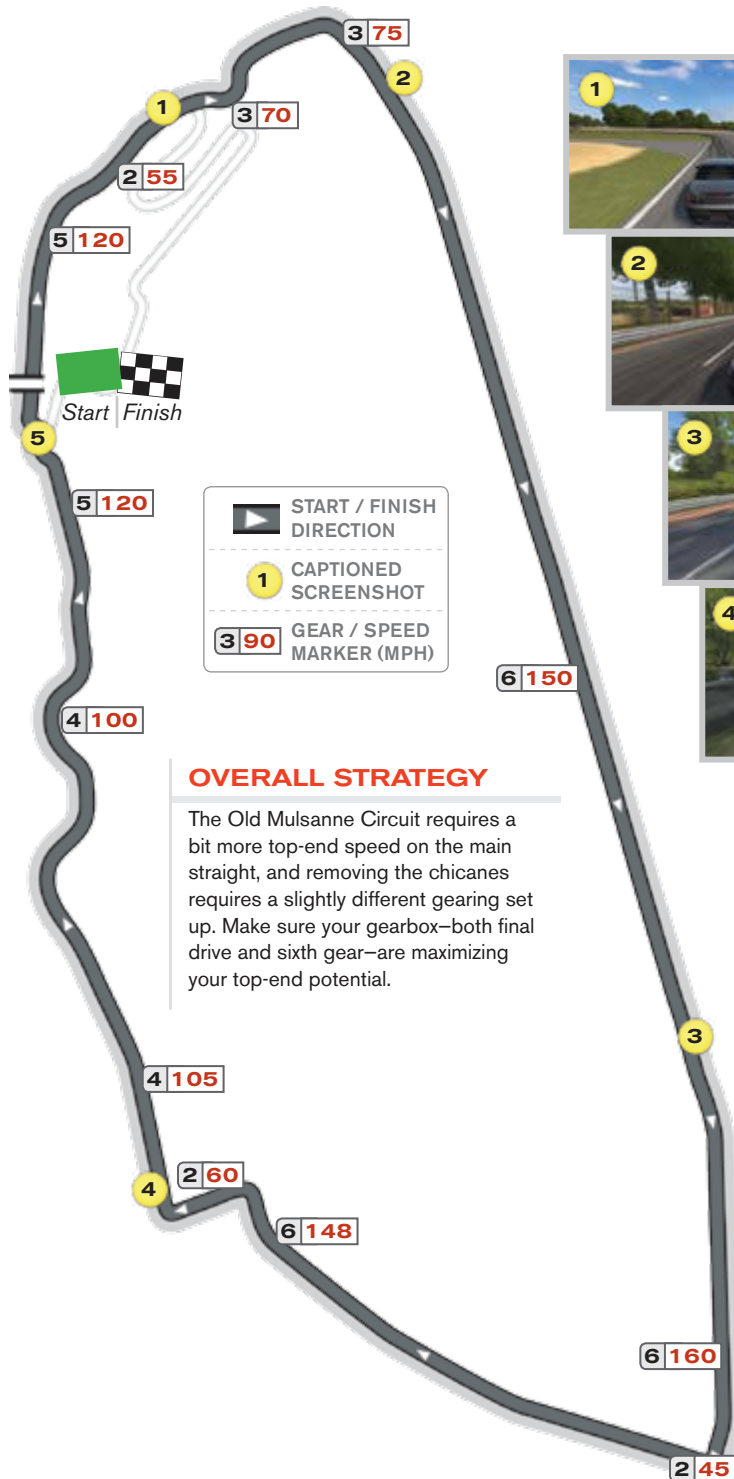 3 75
2
1
3 70
2 55
5 120
Start | Finish
5
5 120
START / FINISH
DIRECTION
1 CAPTIONED
SCREENSHOT
3 90 GEAR / SPEED
MARKER (MPH)
6 150
4 100
OVERALL STRATEGY
The Old Mulsanne Circuit requires a
bit more top-end speed on the main
straight, and removing the chicanes
requires a slightly different gearing set
up. Make sure your gearbox—both final
drive and sixth gear—are maximizing
your top-end potential.
3
4 105
4
2 60
6 148
6 160
2 45
1
2
3
4